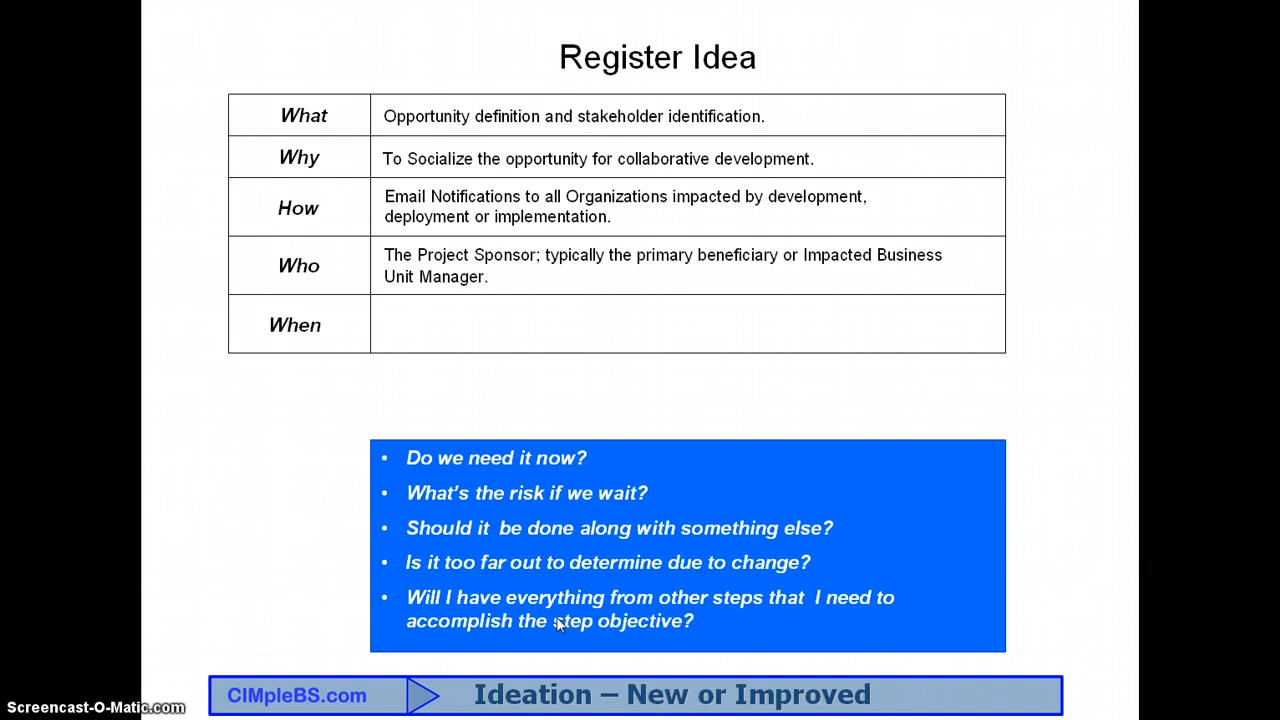 Register Idea
What
Opportunity definition and stakeholder identification.
Why
To Socialize the opportunity for collaborative development.
How
Email Notifications to all Organizations impacted by development,
deployment or implementation.
Who
The Project Sponsor; typically the primary beneficiary or Impacted Business
Unit Manager.
When
• Do we need it now?
• What's the risk if we wait?
• Should it be done along with something else?
• Is it too far out to determine due to change?
• Will I have everything from other steps that I need to
accomplish the step objective?
CIMpleBS.com
Ideation – New or Improved
Screencast-O-Matic.com